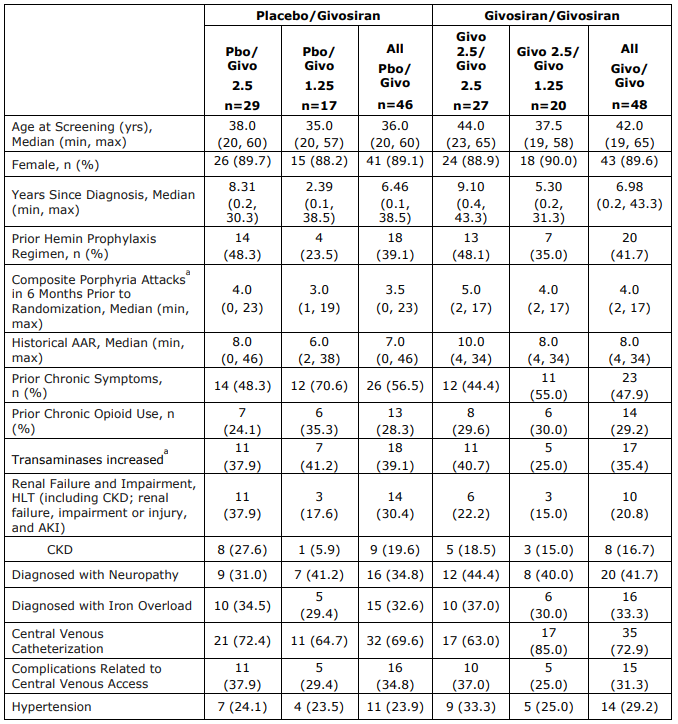 Placebo/Givosiran Givosiran/Givosiran
Pbo/ Givo 2.5 n=29 Pbo/ Givo 1.25 n=17 All Pbo/Givo n=46 Givo 2.5/ Givo 2.5 n=27 Givo 2.5/ Givo 1.25 n=20 All Givo/Givo n=48
Age at Screening (yrs), 38.0 35.0 36.0 44.0 37.5 42.0
Median (min, max) (20, 60) (20, 57) (20, 60) (23, 65) (19, 58) (19, 65)
Female, n (%) 26 (89.7) 15 (88.2) 41 (89.1) 24 (88.9) 18 (90.0) 43 (89.6)
Years Since Diagnosis, Median (min, max) 8.31 (0.2, 30.3) 2.39 (0.1, 38.5) 6.46 (0.1, 38.5) 9.10 (0.4, 43.3) 5.30 (0.2, 31.3) 6.98 (0.2, 43.3)
Prior Hemin Prophylaxis 14 4 18 13 7 20
Regimen, n (%) (48.3) (23.5) (39.1) (48.1) (35.0) (41.7)
Composite Porphyria Attacksa
in 6 Months Prior to 4.0 3.0 3.5 5.0 4.0 4.0
Randomization, Median (min, (0, 23) (1, 19) (0, 23) (2, 17) (2, 17) (2, 17)
max)
Historical AAR, Median (min, 8.0 6.0 7.0 10.0 8.0 8.0
max) (0, 46) (2, 38) (0, 46) (4, 34) (4, 34) (4, 34)
Prior Chronic Symptoms, n (%) 14 (48.3) 12 (70.6) 26 (56.5) 12 (44.4) 11 (55.0) 23 (47.9)
Prior Chronic Opioid Use, n 7 6 13 8 6 14
(%) (24.1) (35.3) (28.3) (29.6) (30.0) (29.2)
Transaminases increaseda 11 (37.9) 7 (41.2) 18 (39.1) 11 (40.7) 5 (25.0) 17 (35.4)
Renal Failure and Impairment,
HLT (including CKD; renal 11 3 14 6 3 10
failure, impairment or injury, (37.9) (17.6) (30.4) (22.2) (15.0) (20.8)
and AKI)
CKD 8 (27.6) 1 (5.9) 9 (19.6) 5 (18.5) 3 (15.0) 8 (16.7)
Diagnosed with Neuropathy 9 (31.0) 7 (41.2) 16 (34.8) 12 (44.4) 8 (40.0) 20 (41.7)
Diagnosed with Iron Overload 10 (34.5) 5 (29.4) 15 (32.6) 10 (37.0) 6 (30.0) 16 (33.3)
Central Venous Catheterization 21 (72.4) 11 (64.7) 32 (69.6) 17 (63.0) 17 (85.0) 35 (72.9)
Complications Related to 11 5 16 10 5 15
Central Venous Access (37.9) (29.4) (34.8) (37.0) (25.0) (31.3)
Hypertension 7 (24.1) 4 (23.5) 11 (23.9) 9 (33.3) 5 (25.0) 14 (29.2)